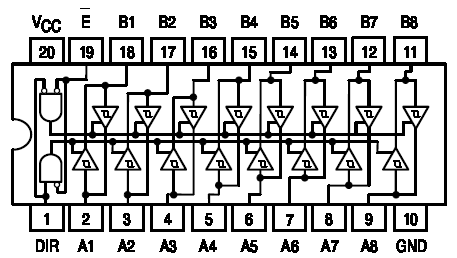 VCC E B1 B2 B3 B4 B5 B6 B7 B8
20 19 18 17 16 15 14 13 12 11
1 2 3 4 5 6 7 8 9 10
DIR A1 A2 A3 A4 A5 A6 A7 A8 GND